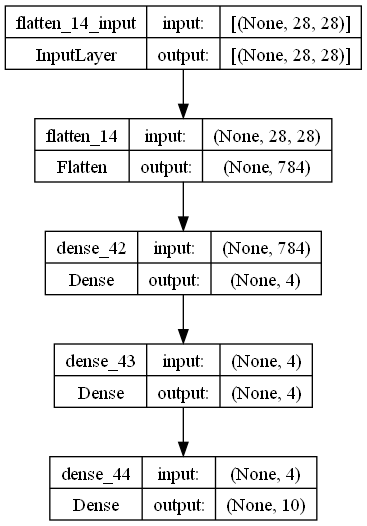 flatten_14_input input: [(None, 28, 28)]
InputLayer output: [(None, 28, 28)]
flatten_14 input: (None, 28, 28)
Flatten output: (None, 784)
dense_42 input: (None, 784)
Dense output: (None, 4)
dense_43 input: (None, 4)
Dense output: (None, 4)
dense_44 input: (None, 4)
Dense output: (None, 10)